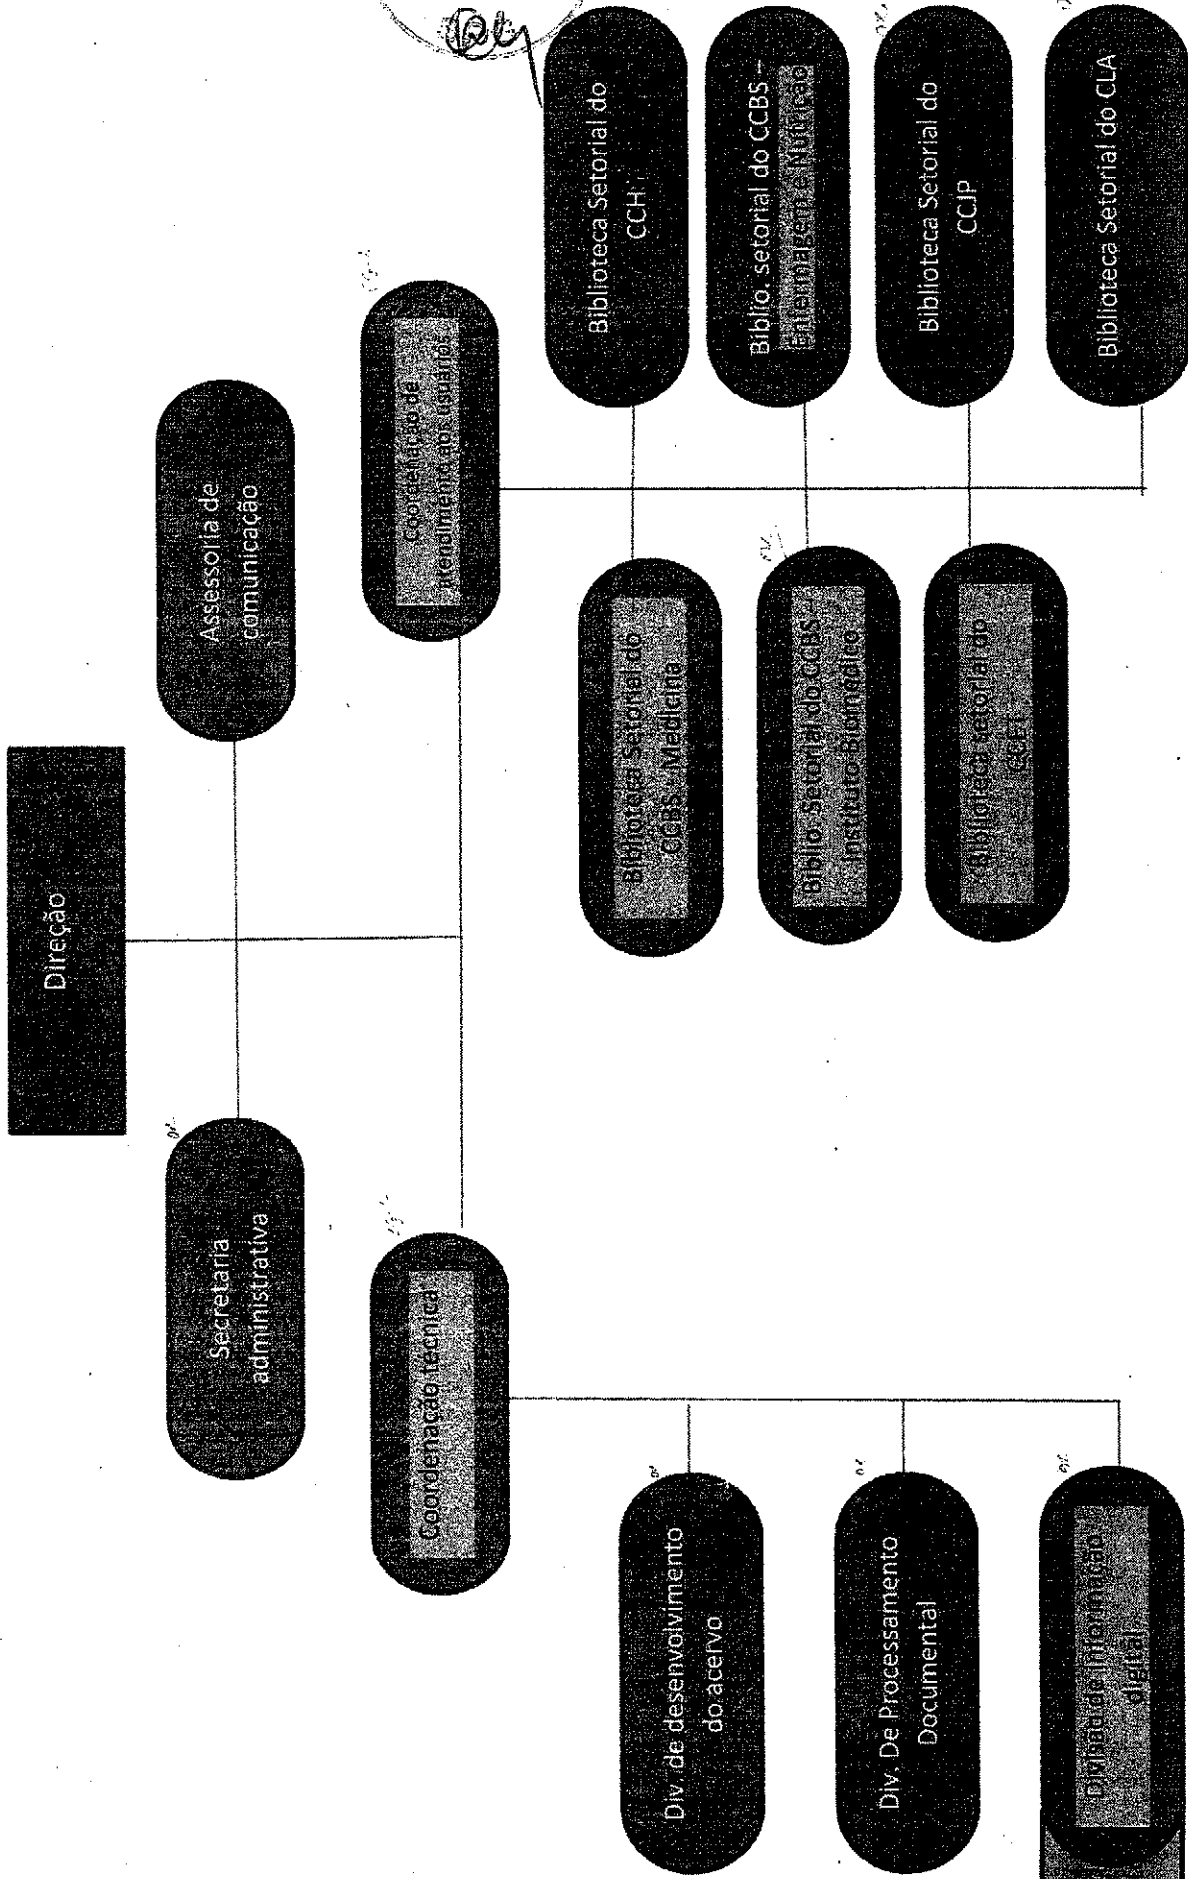 Direção
Secretaria
administrativa
Assessoria de
comunicação
Coordenação técnica
Coordenação de
atendimento aos usuários
Div. de desenvolvimento
do acervo
Div. De Processamento
Documental
Divisão de informação
digital
Biblioteca Setorial do
CCBS - Medicina
Biblioteca Setorial do
CCH
Biblio. Setorial do CCBS -
Instituto Biomédico
Biblio. setorial do CCBS –
Enfermagem e Nutrição
Biblioteca setorial do
CCET
Biblioteca Setorial do
CCJP
Biblioteca Setorial do CLA